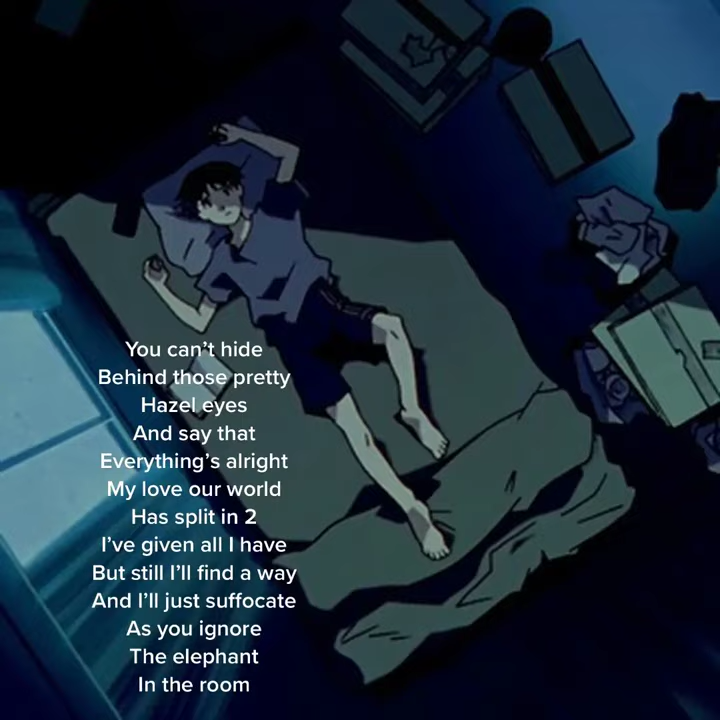 You can’t hide
Behind those pretty
Hazel eyes
And say that
Everything’s alright
My love our world
Has split in 2
I’ve given all I have
But still I’ll find a way
And I’ll just suffocate
As you ignore
The elephant
In the room